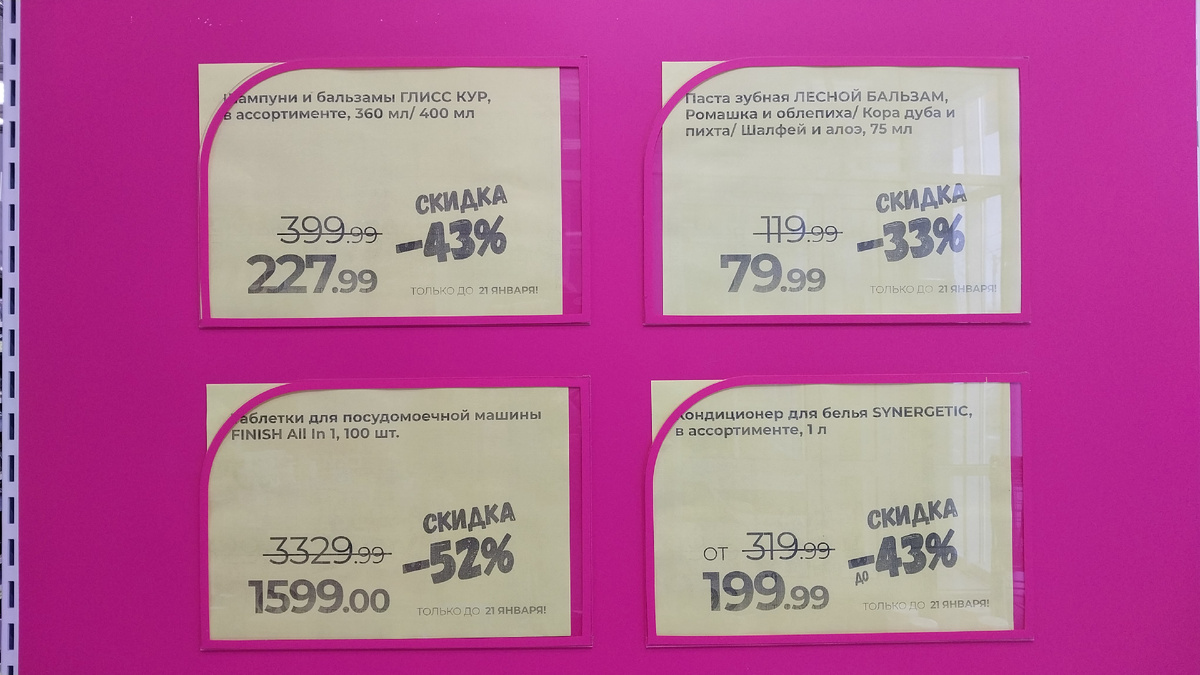 Шампуни и бальзамы ГЛИСС КУР,
в ассортименте, 360 мл/ 400 мл
СКИДКА
399.99
-43%
227.99
ТОЛЬКО ДО 21 ЯНВАРЯ!
Паста зубная ЛЕСНОЙ БАЛЬЗАМ,
Ромашка и облепиха/ Кора дуба и
пихта/ Шалфей и алоэ, 75 мл
СКИДКА
119.99
-33%
79.99
ТОЛЬКО ДО 21 ЯНВАРЯ!
Таблетки для посудомоечной машины
FINISH All In 1, 100 шт.
СКИДКА
3329.99
-52%
1599.00
ТОЛЬКО ДО 21 ЯНВАРЯ!
Кондиционер для белья SYNERGETIC,
в ассортименте, 1 л
СКИДКА
ОТ 319.99
ДО -43%
199.99
ТОЛЬКО ДО 21 ЯНВАРЯ!